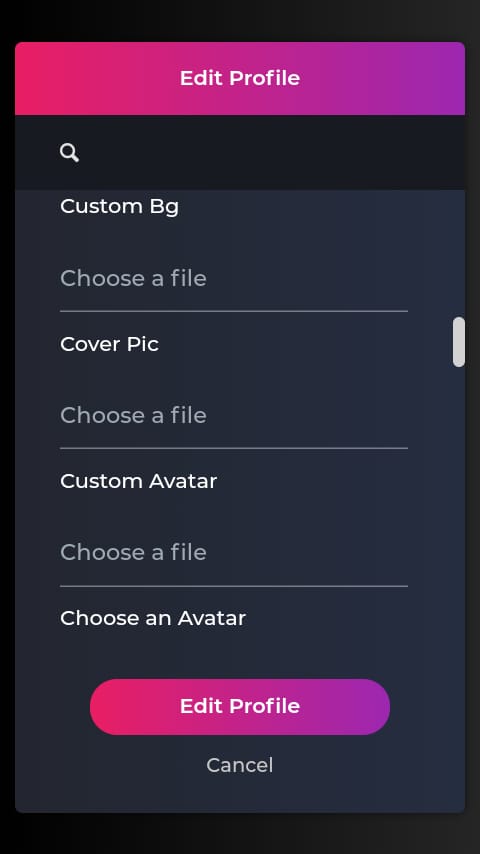 Edit Profile
Custom Bg
Choose a file
Cover Pic
Choose a file
Custom Avatar
Choose a file
Choose an Avatar
Edit Profile
Cancel